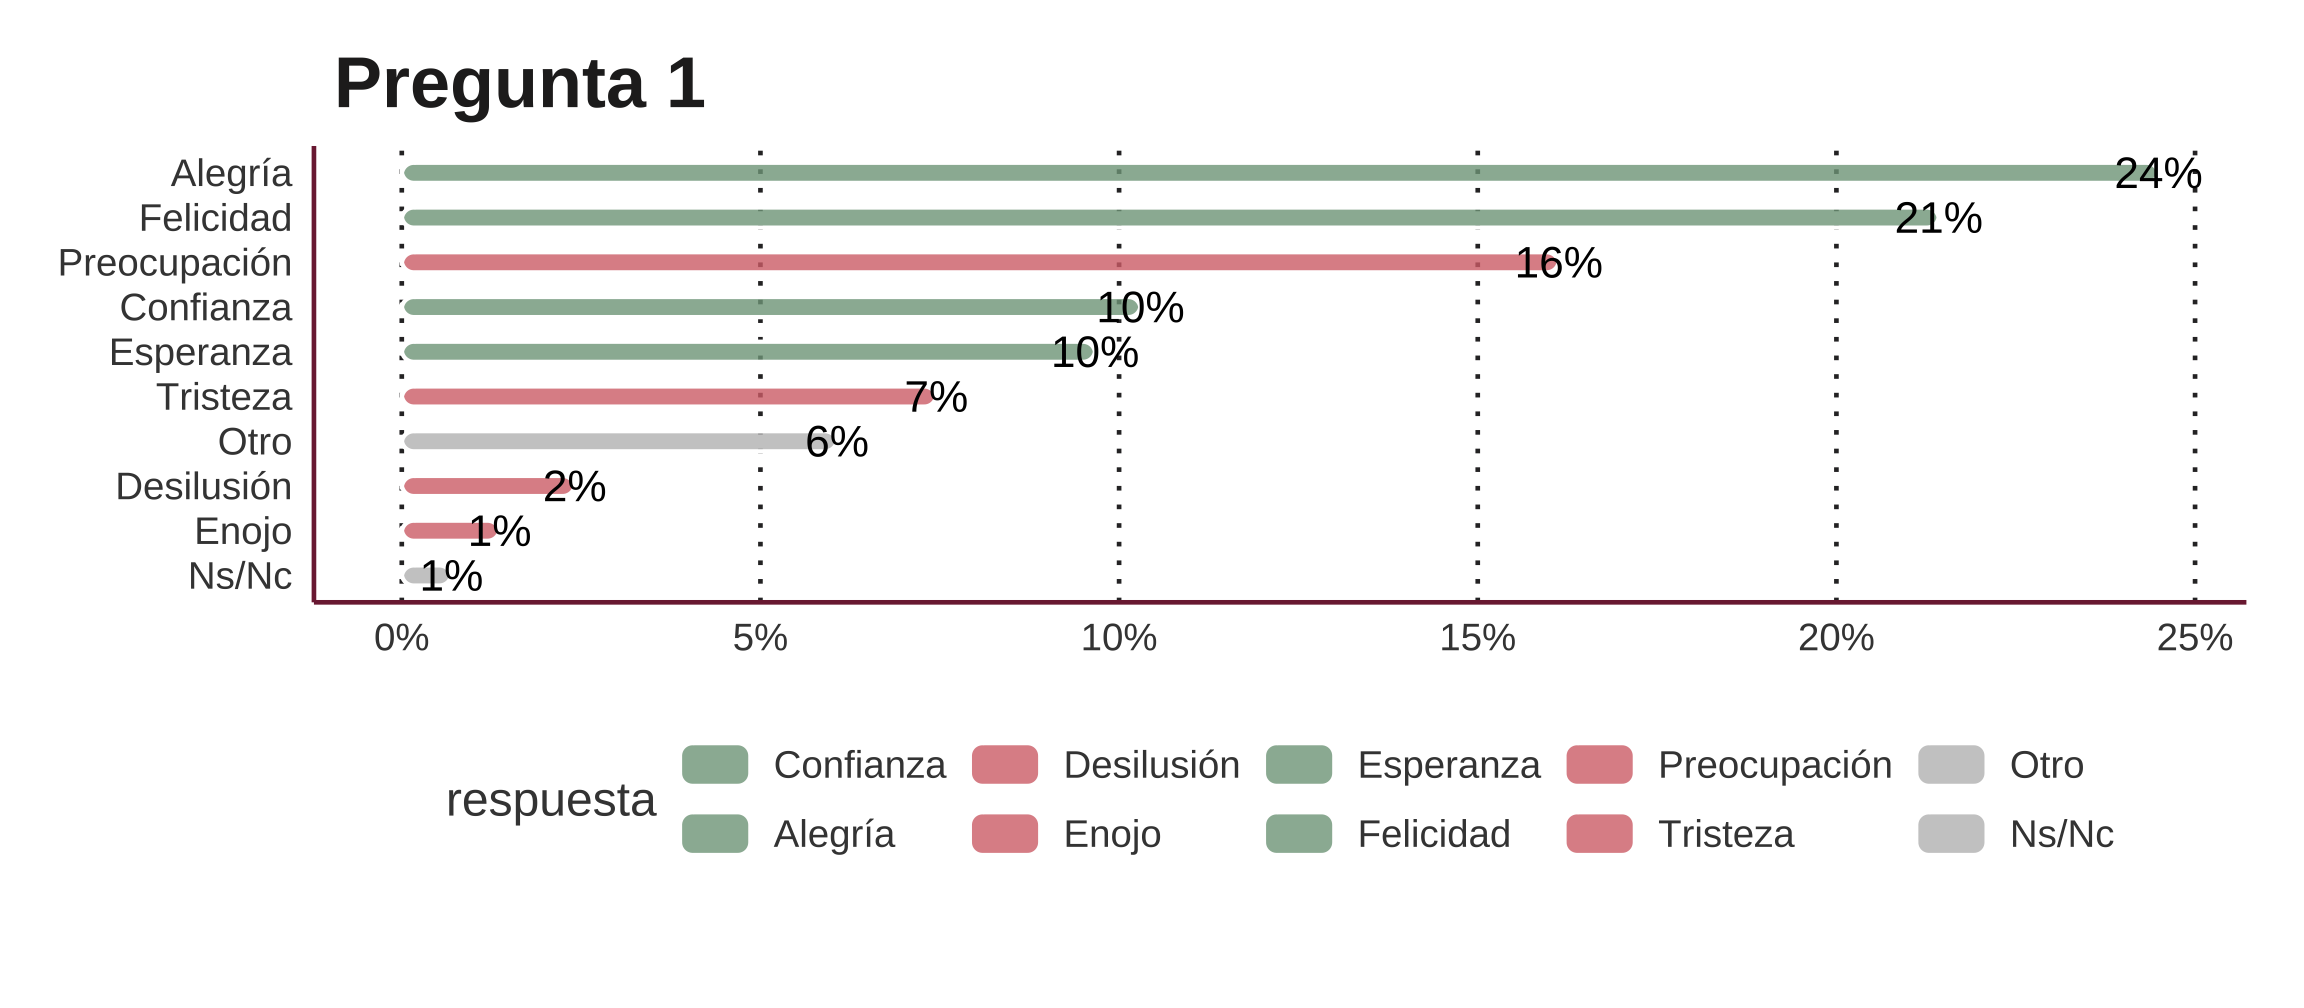 Pregunta 1
Alegría 24%
Felicidad 21%
Preocupación 16%
Confianza 10%
Esperanza 10%
Tristeza 7%
Otro 6%
Desilusión 2%
Enojo 1%
Ns/Nc 1%
0% 5% 10% 15% 20% 25%
respuesta
Confianza Desilusión Esperanza Preocupación Otro
Alegría Enojo Felicidad Tristeza Ns/Nc